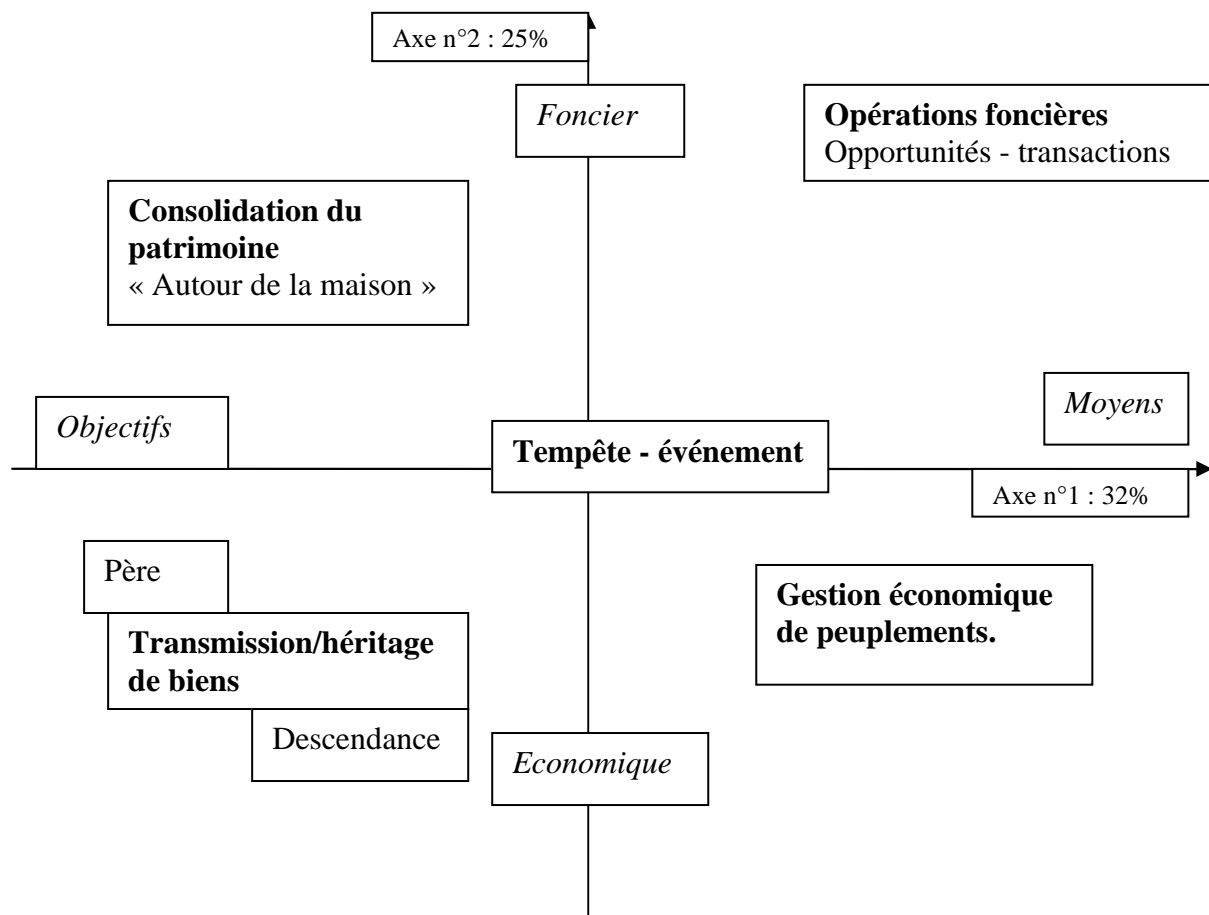 Axe n°2 : 25%
Foncier
Opérations foncières
Opportunités - transactions
Consolidation du
patrimoine
« Autour de la maison »
Objectifs
Moyens
Tempête - événement
Axe n°1 : 32%
Père
Transmission/héritage
de biens
Descendance
Gestion économique
de peuplements.
Economique